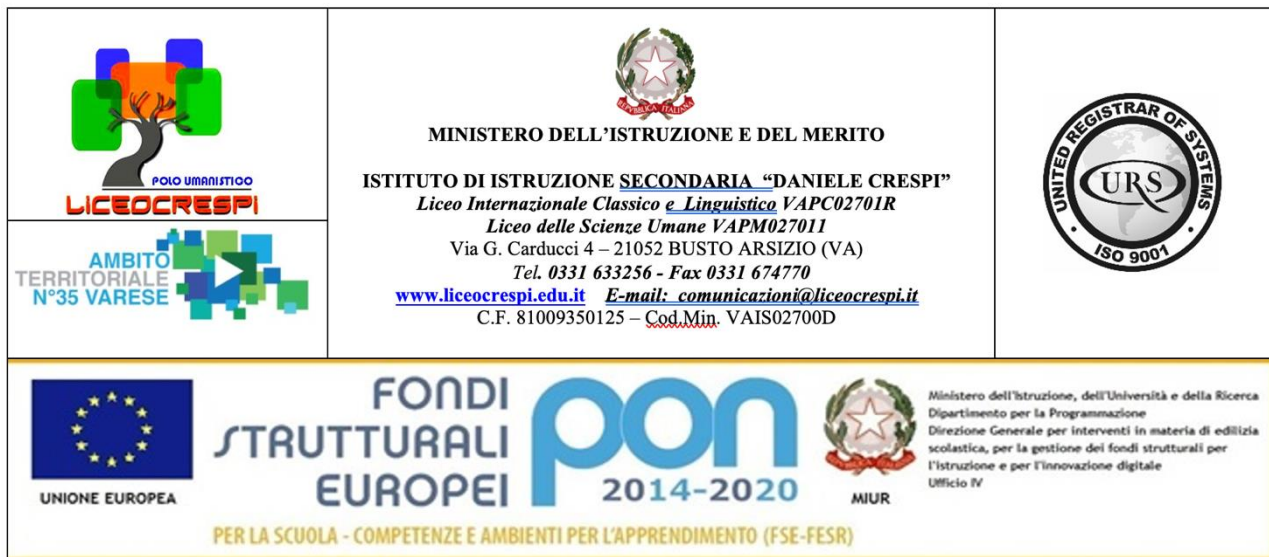 POLO UMANISTICO
LICEOCRESPI
AMBITO
TERRITORIALE
N°35 VARESE
REPVBBLICA ITALIANA
MINISTERO DELL’ISTRUZIONE E DEL MERITO
ISTITUTO DI ISTRUZIONE SECONDARIA “DANIELE CRESPI”
Liceo Internazionale Classico e Linguistico VAPC02701R
Liceo delle Scienze Umane VAPM027011
Via G. Carducci 4 – 21052 BUSTO ARSIZIO (VA)
Tel. 0331 633256 - Fax 0331 674770
www.liceocrespi.edu.it E-mail: comunicazioni@liceocrespi.it
C.F. 81009350125 – Cod.Min. VAIS02700D
UNITED REGISTRAR OF SYSTEMS
URS
ISO 9001
UNIONE EUROPEA
FONDI
STRUTTURALI
EUROPEI
pon
2014-2020
MIUR
Ministero dell'Istruzione, dell'Università e della Ricerca
Dipartimento per la Programmazione
Direzione Generale per interventi in materia di edilizia
scolastica, per la gestione dei fondi strutturali per
l'istruzione e per l'innovazione digitale
Ufficio IV
PER LA SCUOLA - COMPETENZE E AMBIENTI PER L'APPRENDIMENTO (FSE-FESR)